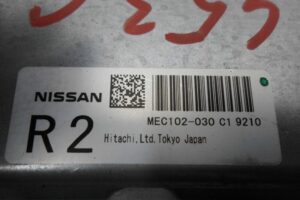 NISSAN
MEC102-030 C1 9210
R2
Hitachi,Ltd.Tokyo Japan